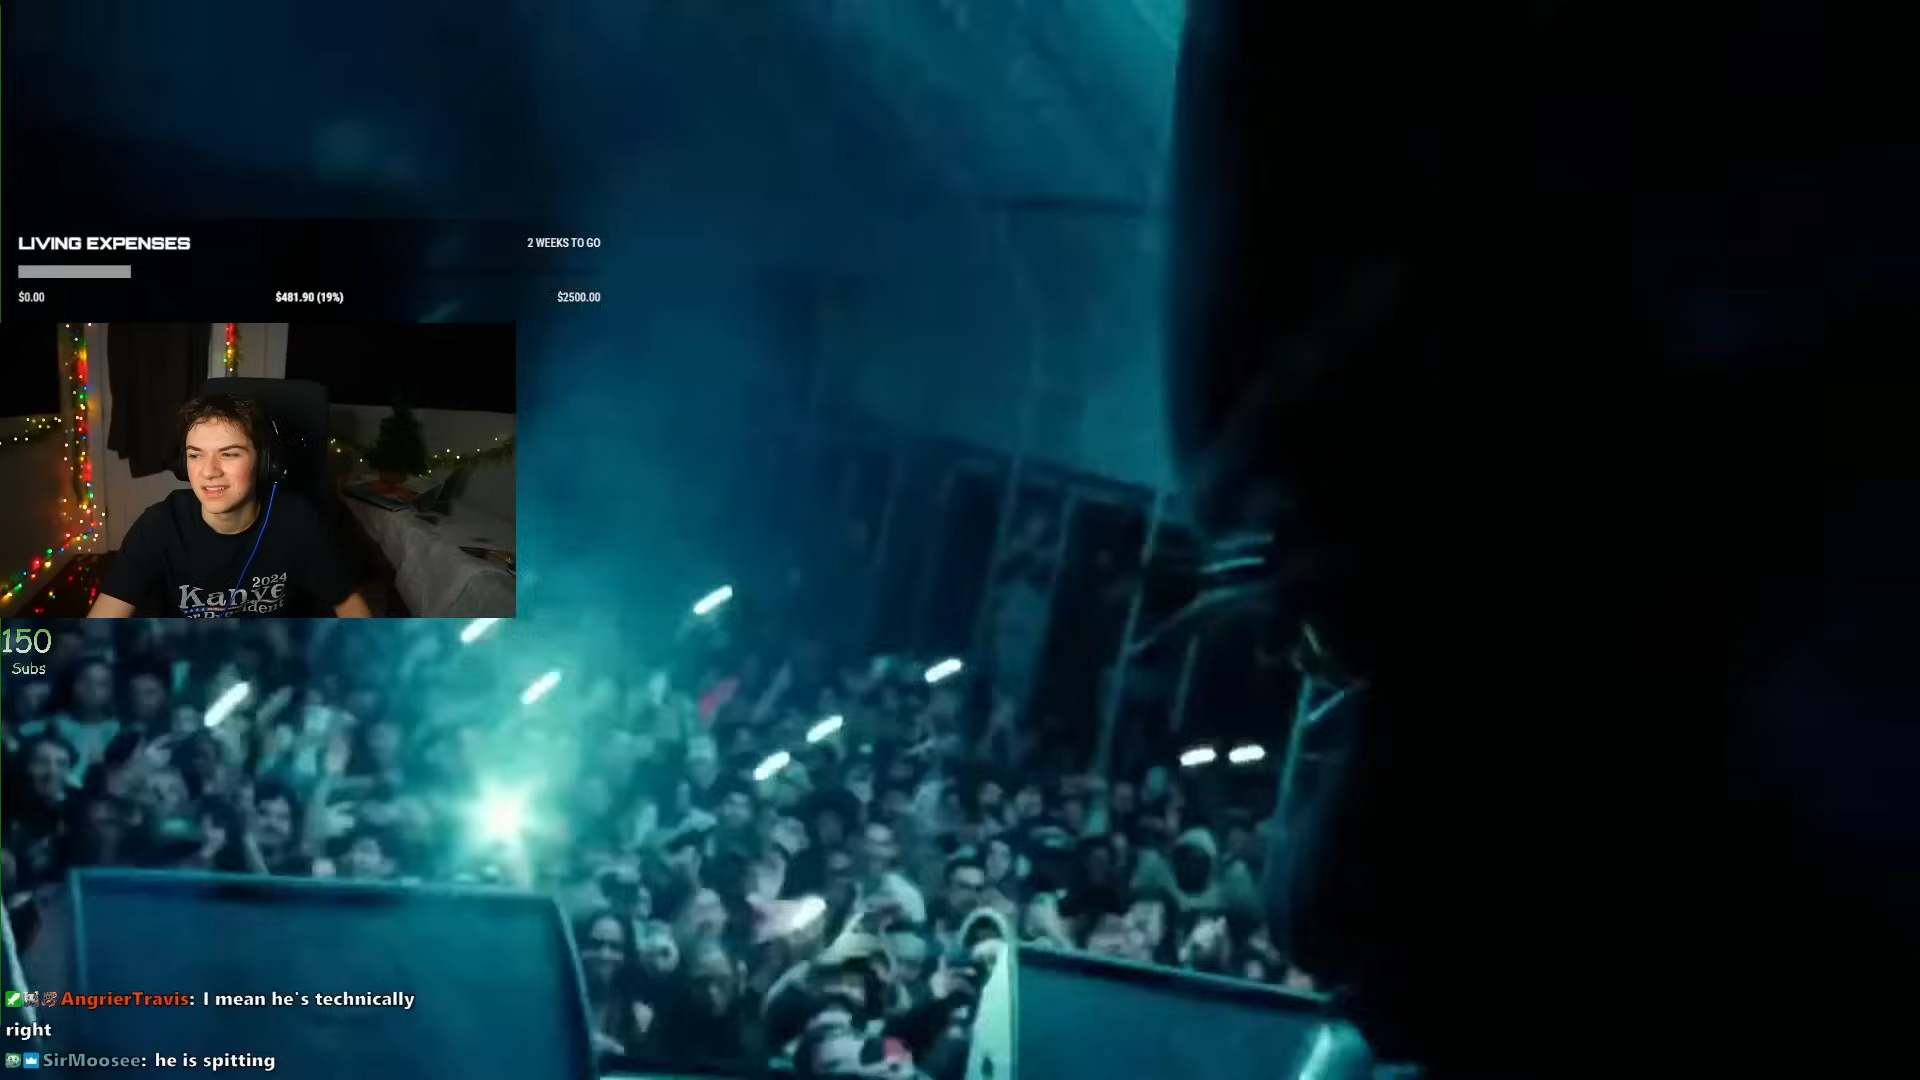 LIVING EXPENSES
2 WEEKS TO GO
$0.00
$481.90 (19%)
$2500.00
2024
Kanye
150
Subs
AngrierTravis: I mean he's technically
right
SirMoosee: he is spitting